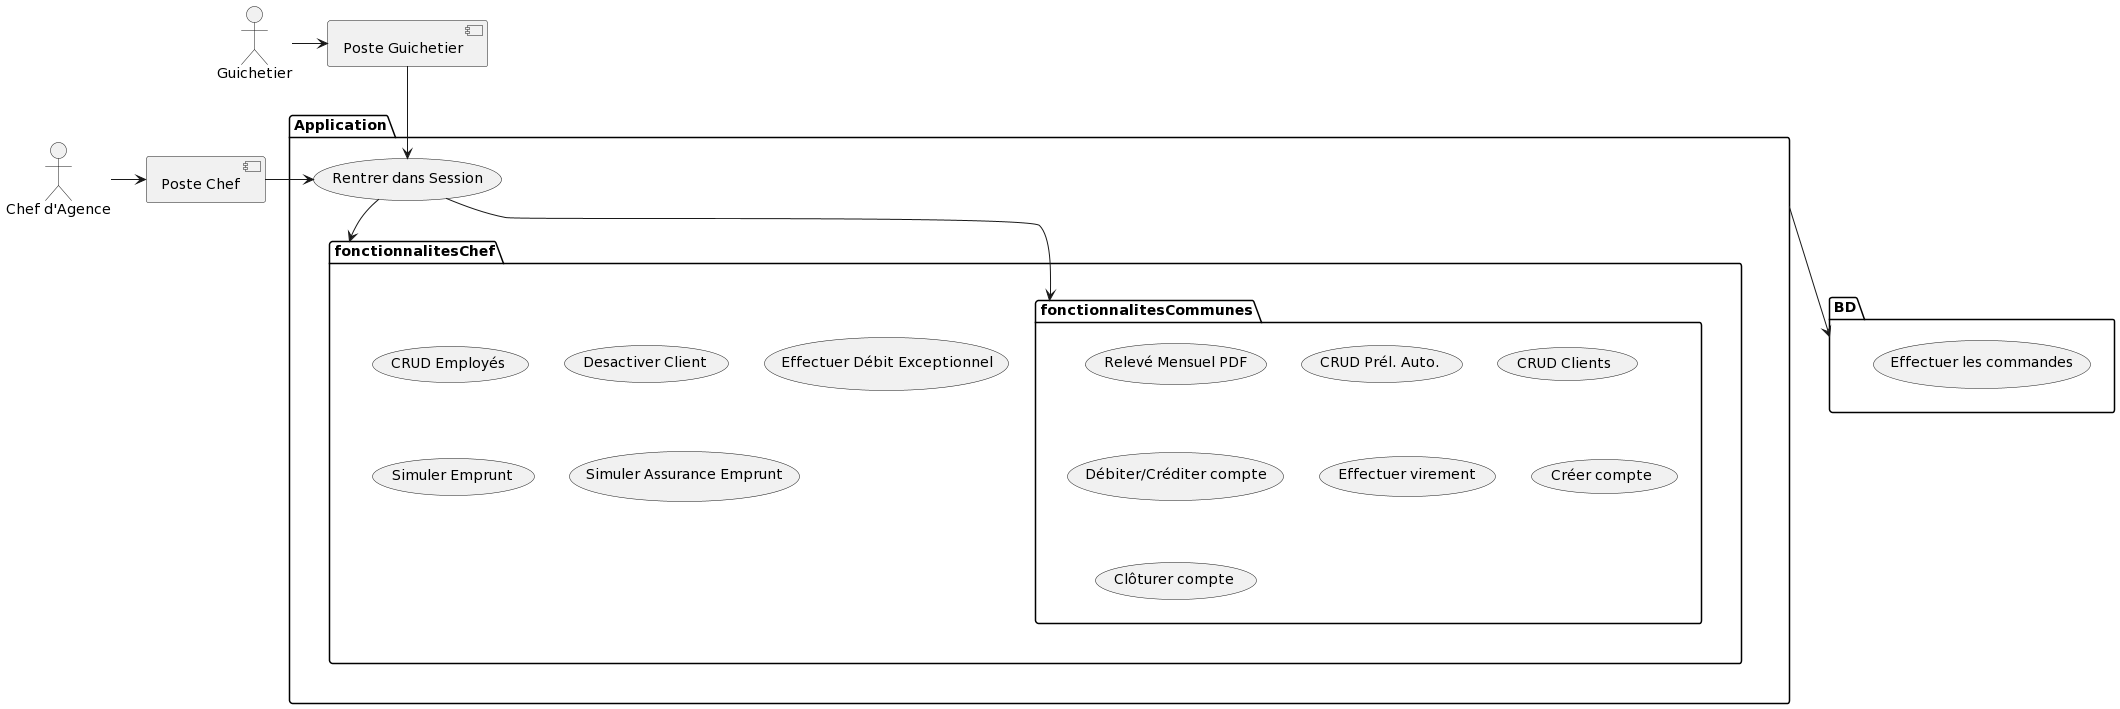 Guichetier
Poste Guichetier
Application
Chef d'Agence
Poste Chef
Rentrer dans Session
fonctionnalitesChef
fonctionnalitesCommunes
BD
CRUD Employés
Desactiver Client
Effectuer Débit Exceptionnel
Relevé Mensuel PDF
CRUD Prél. Auto.
CRUD Clients
Effectuer les commandes
Simuler Emprunt
Simuler Assurance Emprunt
Débiter/Créditer compte
Effectuer virement
Créer compte
Clôturer compte